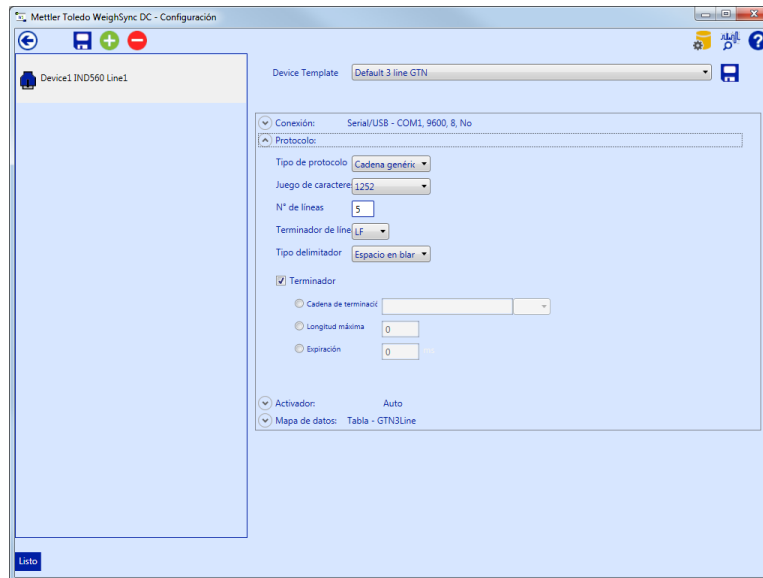 Mettler Toledo WeighSync DC - Configuración
Device1 IND560 Line1
Device Template Default 3 line GTN
Conexión: Serial/USB - COM1, 9600, 8, No
Protocolo:
Tipo de protocolo Cadena genéric
Juego de caractere 1252
N° de líneas 5
Terminador de líne LF
Tipo delimitador Espacio en blar
Terminador
Cadena de terminació
Longitud máxima 0
Expiración 0
Activador: Auto
Mapa de datos: Tabla - GTN3Line
Listo